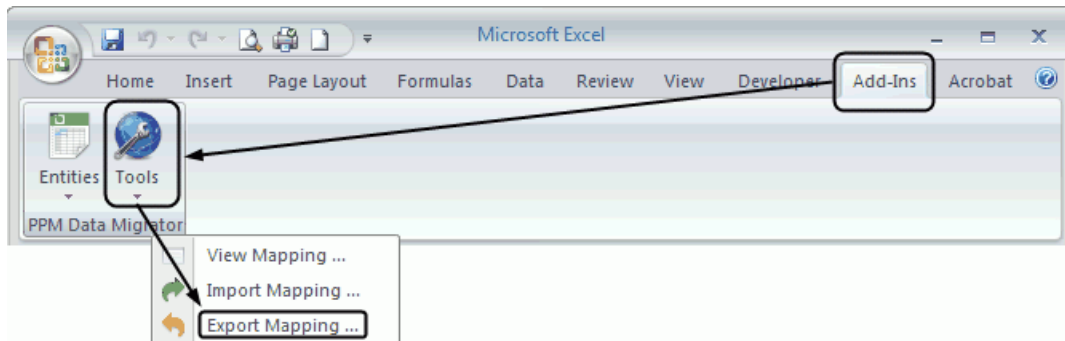 Microsoft Excel
Home Insert Page Layout Formulas Data Review View Developer Add-Ins Acrobat
Entities Tools
PPM Data Migrator
View Mapping ...
Import Mapping ...
Export Mapping ...